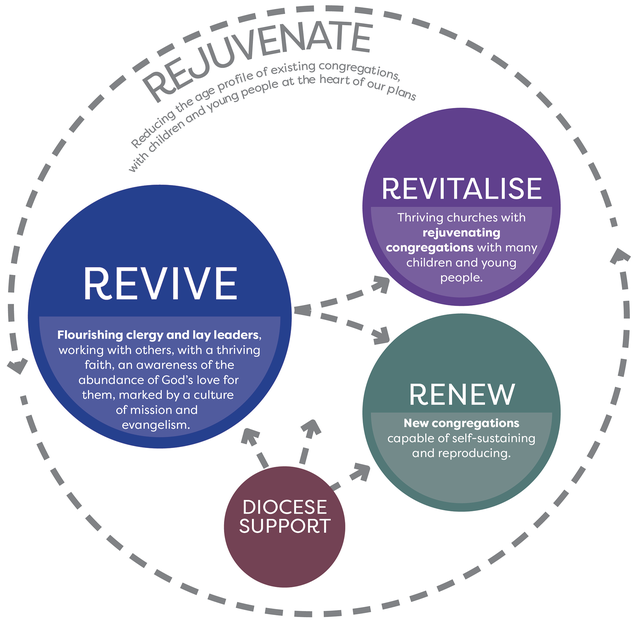 REJUVENATE
Reducing the age profile of existing congregations,
with children and young people at the heart of our plans
REVITALISE
Thriving churches with
rejuvenating
congregations with many
children and young
people.
REVIVE
Flourishing clergy and lay leaders,
working with others, with a thriving
faith, an awareness of the
abundance of God's love for
them, marked by a culture
of mission and
evangelism.
RENEW
New congregations
capable of self-sustaining
and reproducing.
DIOCESE
SUPPORT